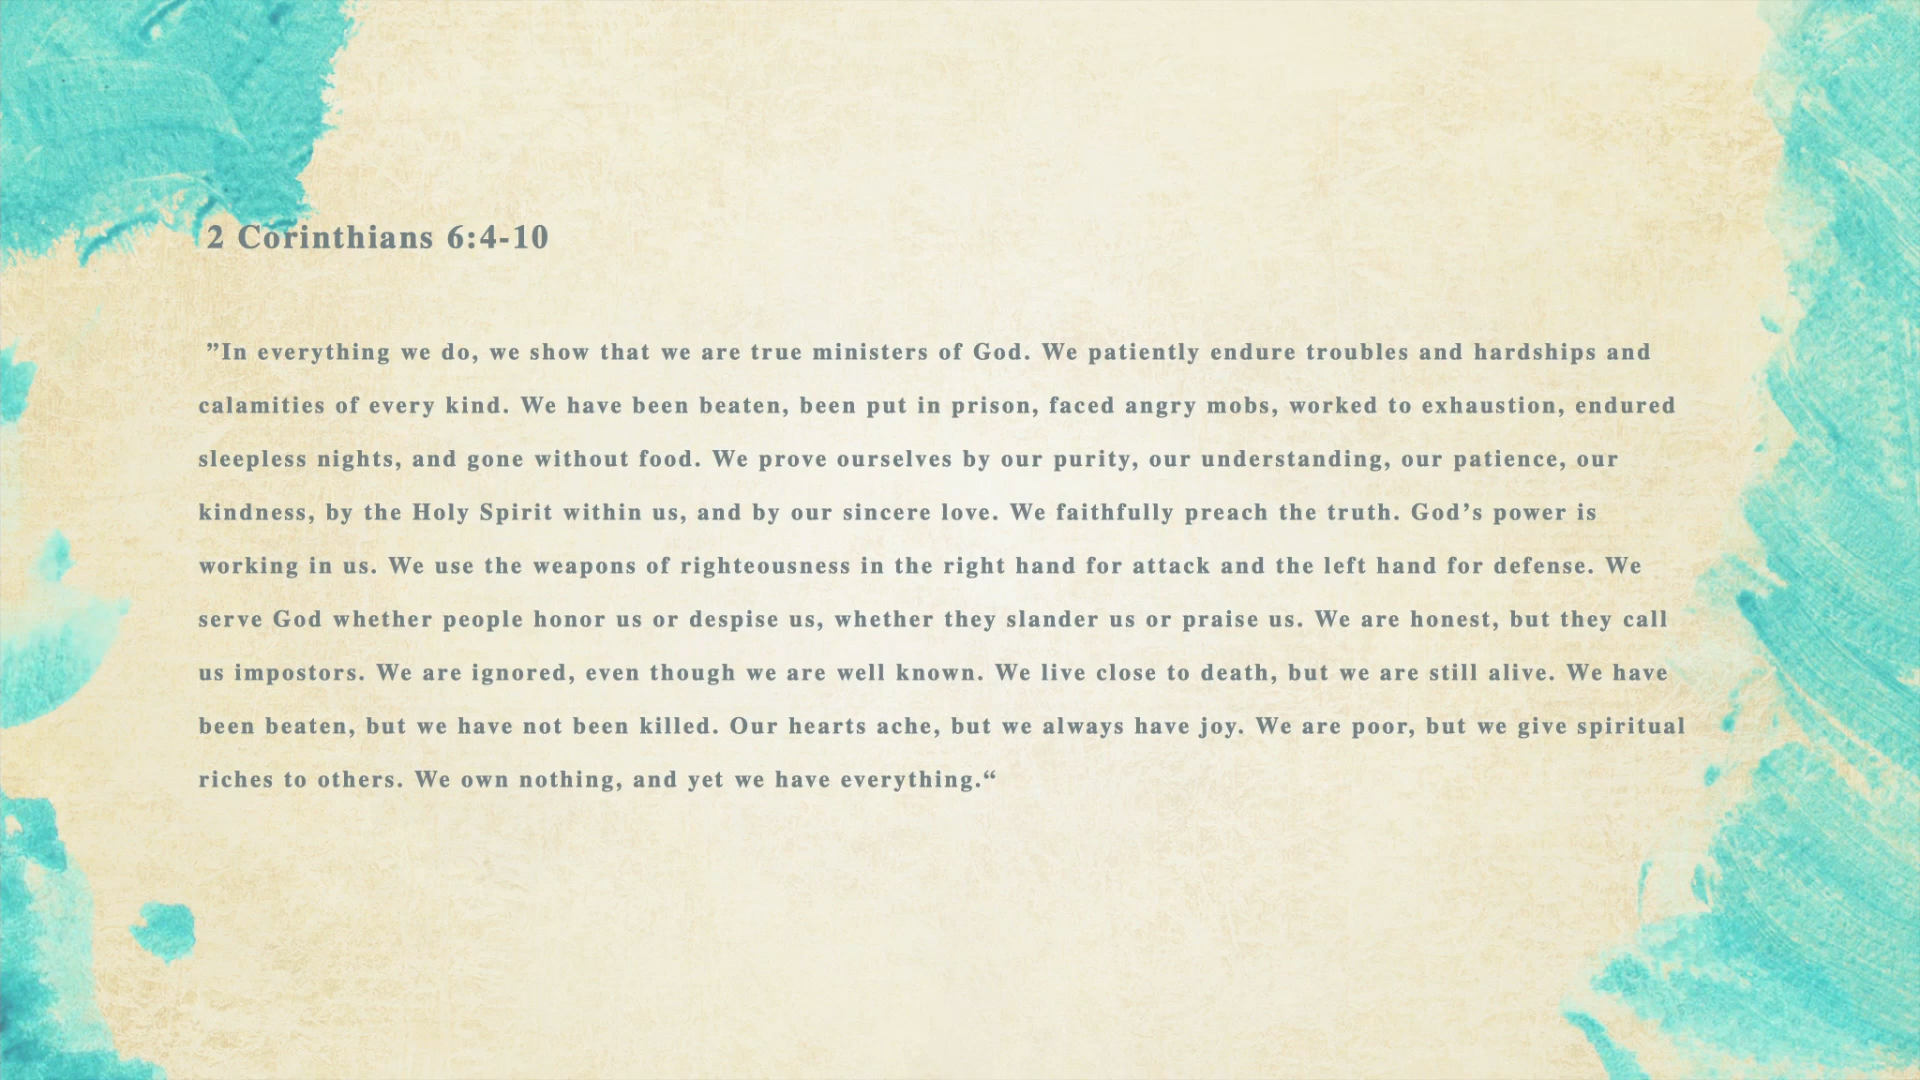 2 Corinthians 6:4-10
”In everything we do, we show that we are true ministers of God. We patiently endure troubles and hardships and
calamities of every kind. We have been beaten, been put in prison, faced angry mobs, worked to exhaustion, endured
sleepless nights, and gone without food. We prove ourselves by our purity, our understanding, our patience, our
kindness, by the Holy Spirit within us, and by our sincere love. We faithfully preach the truth. God’s power is
working in us. We use the weapons of righteousness in the right hand for attack and the left hand for defense. We
serve God whether people honor us or despise us, whether they slander us or praise us. We are honest, but they call
us impostors. We are ignored, even though we are well known. We live close to death, but we are still alive. We have
been beaten, but we have not been killed. Our hearts ache, but we always have joy. We are poor, but we give spiritual
riches to others. We own nothing, and yet we have everything.“